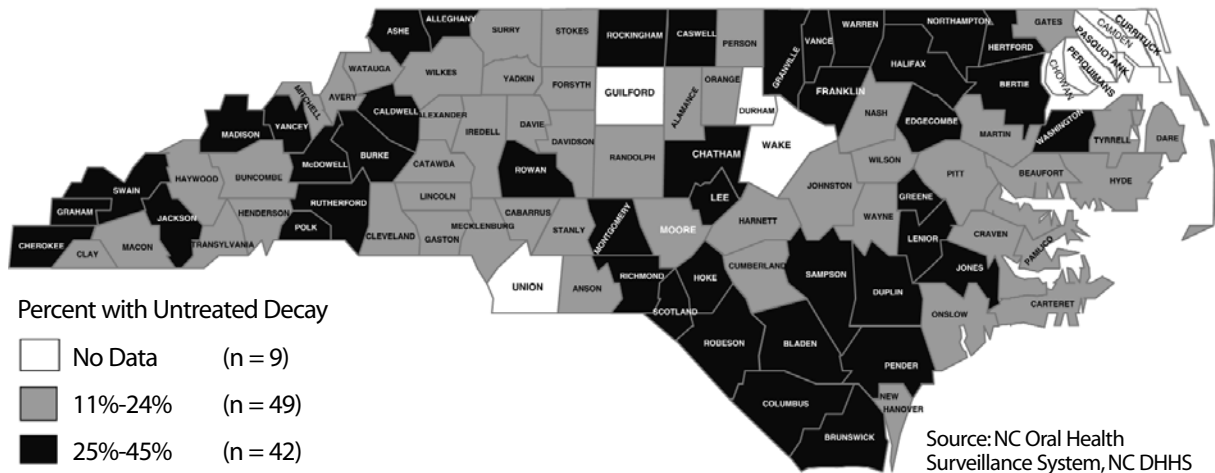 ALLEGHANY
ASHE
SURRY
STOKES
ROCKINGHAM
CASWELL
PERSON
GRANVILLE
VANCE
WARREN
NORTHAMPTON
HERTFORD
GATES
CURRITUCK
CAMDEN
PASQUOTANK
PERQUIMANS
CHOWAN
WATAUGA
WILKES
YADKIN
FORSYTH
GUILFORD
ALAMANCE
ORANGE
DURHAM
FRANKLIN
HALIFAX
BERTIE
MITCHELL
AVERY
CALDWELL
ALEXANDER
IREDELL
DAVIE
DAVIDSON
RANDOLPH
CHATHAM
WAKE
NASH
EDGECOMBE
MARTIN
WASHINGTON
TYRRELL
DARE
MADISON
YANCEY
McDOWELL
BURKE
CATAWBA
ROWAN
LEE
JOHNSTON
WILSON
PITT
BEAUFORT
HYDE
SWAIN
HAYWOOD
BUNCOMBE
RUTHERFORD
LINCOLN
CABARRUS
STANLY
MONTGOMERY
MOORE
HARNETT
WAYNE
GREENE
LENIOR
CRAVEN
PAMLICO
GRAHAM
JACKSON
HENDERSON
POLK
CLEVELAND
GASTON
MECKLENBURG
CHEROKEE
CLAY
MACON
TRANSYLVANIA
UNION
ANSON
RICHMOND
SCOTLAND
HOKE
CUMBERLAND
SAMPSON
DUPLIN
JONES
ONSLOW
CARTERET
ROBESON
BLADEN
PENDER
COLUMBUS
BRUNSWICK
NEW
HANOVER
Percent with Untreated Decay
No Data (n = 9)
11%-24% (n = 49)
25%-45% (n = 42)
Source: NC Oral Health
Surveillance System, NC DHHS